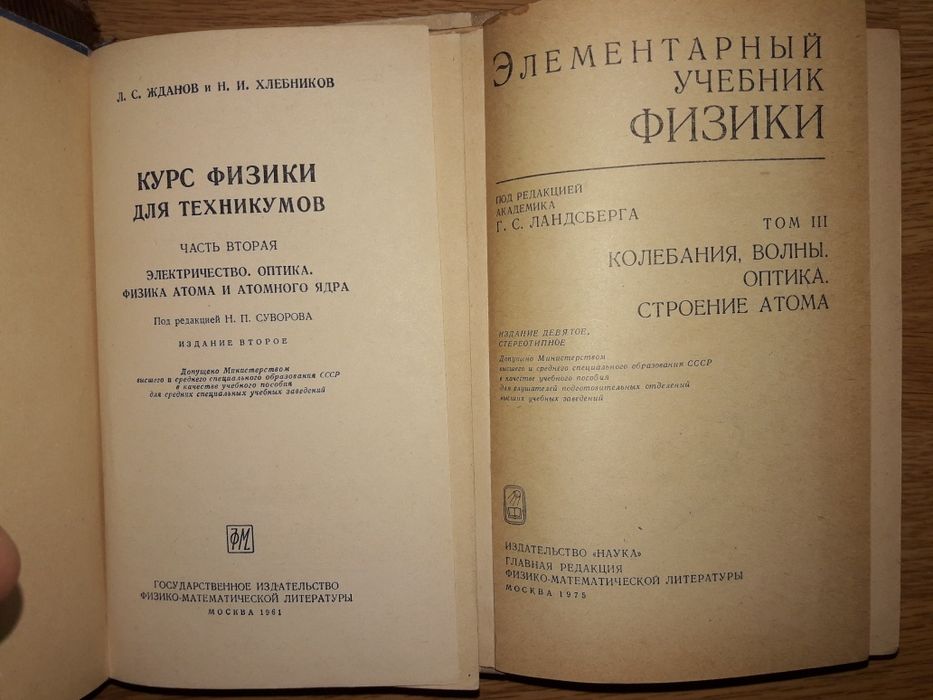 Л. С. ЖДАНОВ и Н. И. ХЛЕБНИКОВ
КУРС ФИЗИКИ
ДЛЯ ТЕХНИКУМОВ
ЧАСТЬ ВТОРАЯ
ЭЛЕКТРИЧЕСТВО. ОПТИКА.
ФИЗИКА АТОМА И АТОМНОГО ЯДРА
Под редакцией Н. П. СУВОРОВА
ИЗДАНИЕ ВТОРОЕ
Допущено Министерством
высшего и среднего специального образования СССР
в качестве учебного пособия
для средних специальных учебных заведений
ФМ
ГОСУДАРСТВЕННОЕ ИЗДАТЕЛЬСТВО
ФИЗИКО-МАТЕМАТИЧЕСКОЙ ЛИТЕРАТУРЫ
МОСКВА 1961
ЭЛЕМЕНТАРНЫЙ
УЧЕБНИК
ФИЗИКИ
ПОД РЕДАКЦИЕЙ
АКАДЕМИКА
Г. С. ЛАНДСБЕРГА
ТОМ III
КОЛЕБАНИЯ, ВОЛНЫ.
ОПТИКА.
СТРОЕНИЕ АТОМА
ИЗДАНИЕ ДЕВЯТОЕ,
СТЕРЕОТИПНОЕ
Допущено Министерством
высшего и среднего специального образования СССР
в качестве учебного пособия
для слушателей подготовительных отделений
высших учебных заведений
ИЗДАТЕЛЬСТВО «НАУКА»
ГЛАВНАЯ РЕДАКЦИЯ
ФИЗИКО-МАТЕМАТИЧЕСКОЙ ЛИТЕРАТУРЫ
МОСКВА 1975